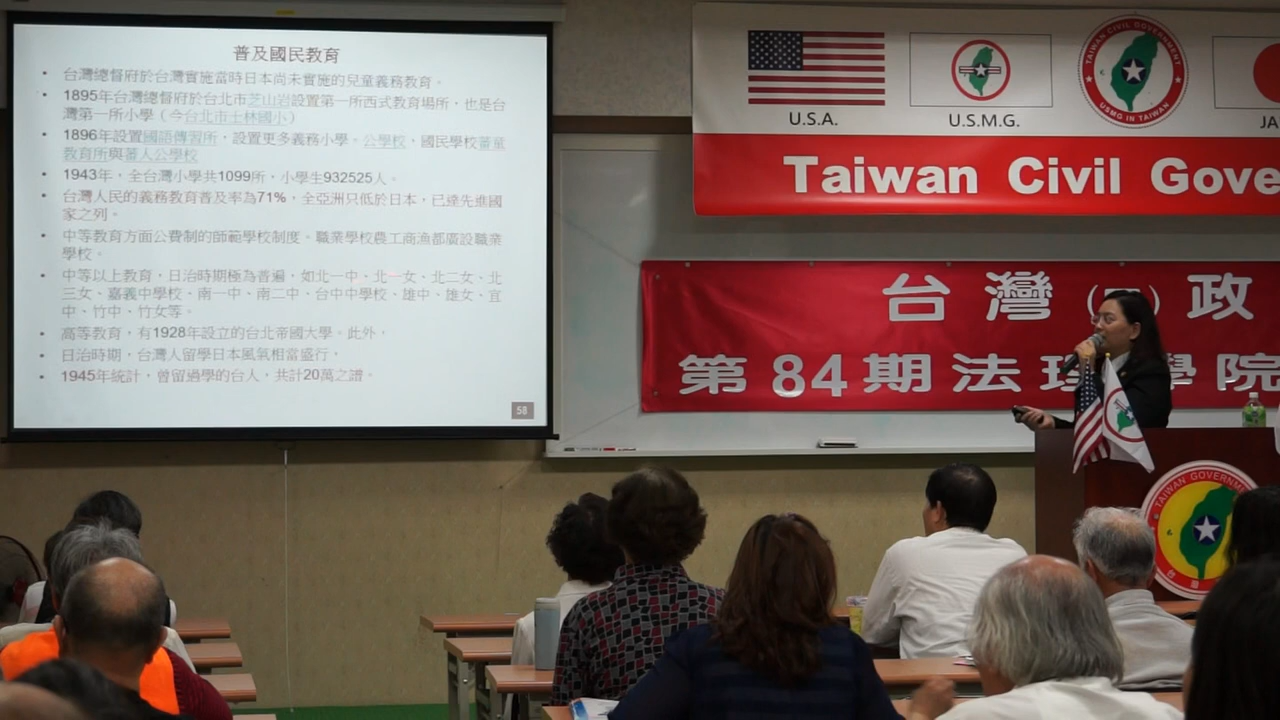 普及國民教育
• 台灣總督府於台灣實施當時日本尚未實施的兒童義務教育。
• 1895年台灣總督府於台北市芝山岩設置第一所西式教育場所，也是台
灣第一所小學（今台北市士林國小）
• 1896年設置國語傳習所，設置更多義務小學。公學校，國民學校蕃童
教育所與蕃人公學校
• 1943年，全台灣小學共1099所，小學生932525人。
• 台灣人民的義務教育普及率為71%，全亞洲只低於日本，已達先進國
家之列。
• 中等教育方面公費制的師範學校制度。職業學校農工商漁都廣設職業
學校。
• 中等以上教育，日治時期極為普遍，如北一中、北一女、北二女、北
三女、嘉義中學校、南一中、南二中、台中中學校、雄中、雄女、宜
中、竹中、竹女等。
• 高等教育，有1928年設立的台北帝國大學。此外，
• 日治時期，台灣人留學日本風氣相當盛行，
• 1945年統計，曾留過學的台人，共計20萬之譜。
58
U.S.A.
U.S.M.G.
TAIWAN CIVIL GOVERNMENT
USMG IN TAIWAN
JA
Taiwan Civil Gove
台灣(民)政
第84期法理學院
TAIWAN GOVERNM
台